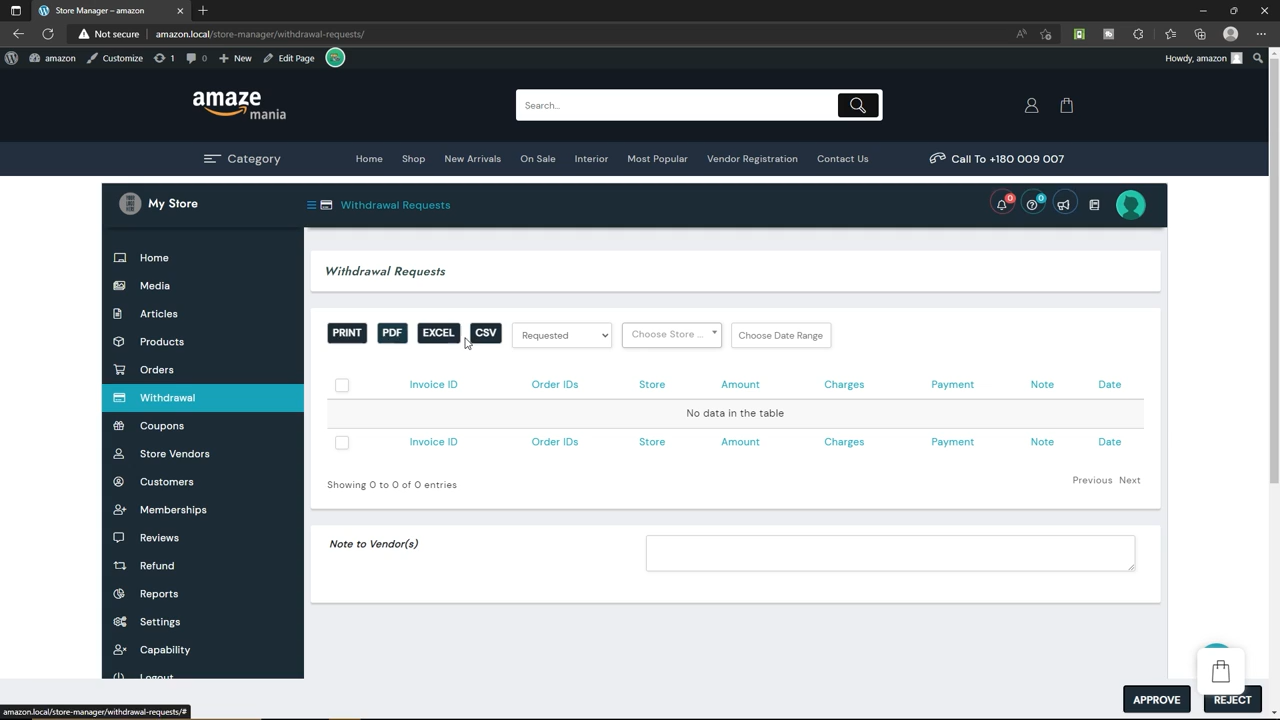 Store Manager – amazon
Not secure
amazon.local/store-manager/withdrawal-requests/
amazon
Customize
1
0
New
Edit Page
Howdy, amazon
amaze
mania
Search...
Category
Home
Shop
New Arrivals
On Sale
Interior
Most Popular
Vendor Registration
Contact Us
Call To +180 009 007
My Store
Withdrawal Requests
0
0
Home
Media
Articles
Products
Orders
Withdrawal
Coupons
Store Vendors
Customers
Memberships
Reviews
Refund
Reports
Settings
Capability
Logout
Withdrawal Requests
PRINT
PDF
EXCEL
CSV
Requested
Choose Store ...
Choose Date Range
Invoice ID
Order IDs
Store
Amount
Charges
Payment
Note
Date
No data in the table
Invoice ID
Order IDs
Store
Amount
Charges
Payment
Note
Date
Showing 0 to 0 of 0 entries
Previous
Next
Note to Vendor(s)
APPROVE
REJECT
amazon.local/store-manager/withdrawal-requests/#